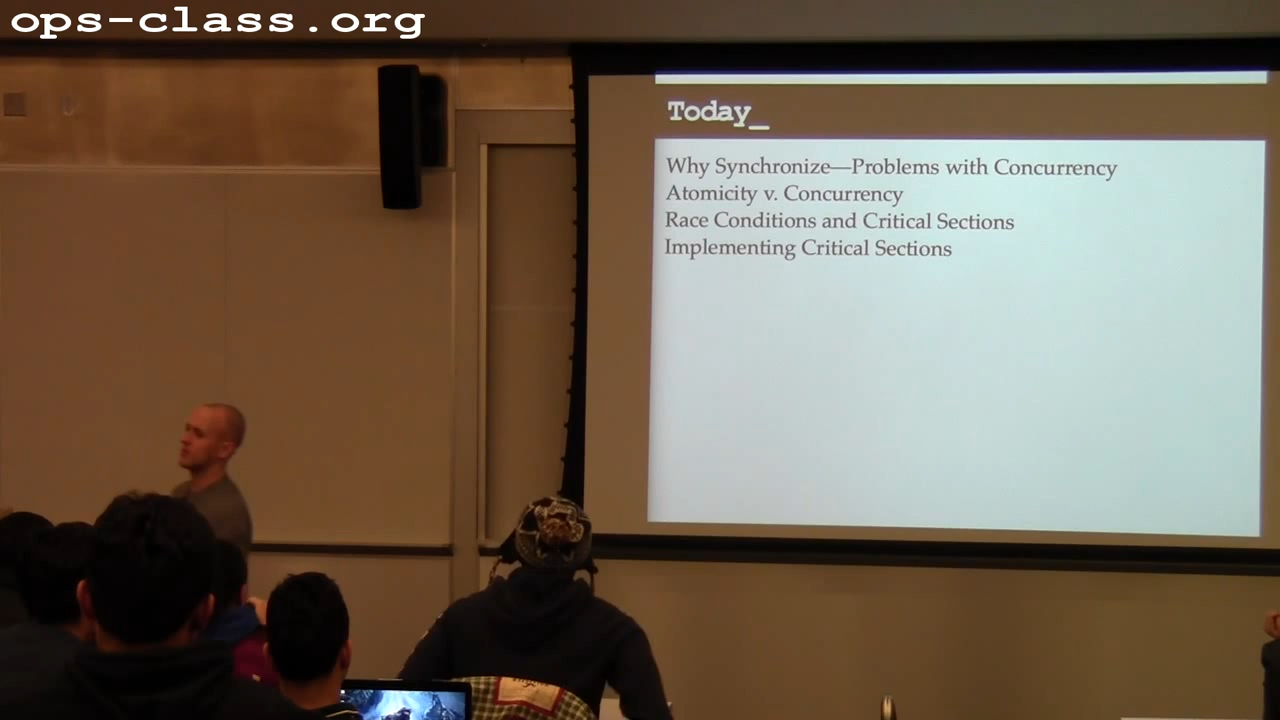 ops-class.org
Today_
Why Synchronize—Problems with Concurrency
Atomicity v. Concurrency
Race Conditions and Critical Sections
Implementing Critical Sections